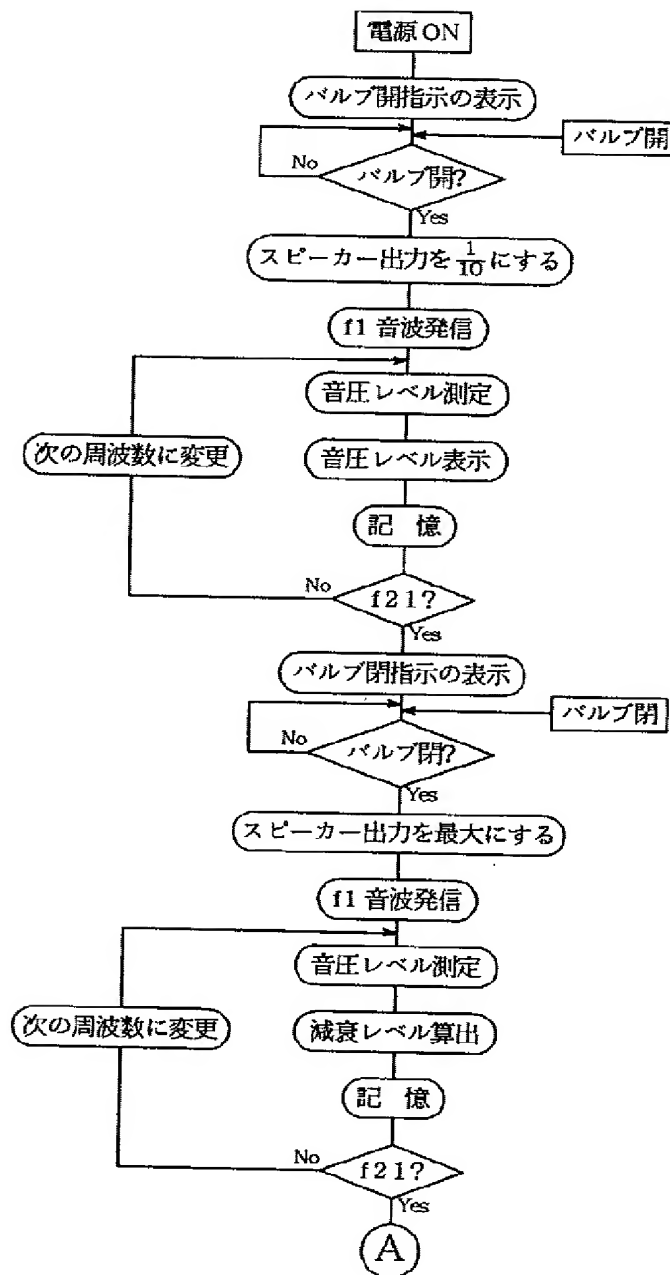 電源ON
バルブ開指示の表示
バルブ開
No
バルブ開?
Yes
スピーカー出力を1/10にする
f1 音波発信
音圧レベル測定
次の周波数に変更
音圧レベル表示
記 憶
No
f21?
Yes
バルブ閉指示の表示
バルブ閉
No
バルブ閉?
Yes
スピーカー出力を最大にする
f1 音波発信
音圧レベル測定
次の周波数に変更
減衰レベル算出
記 憶
No
f21?
Yes
A